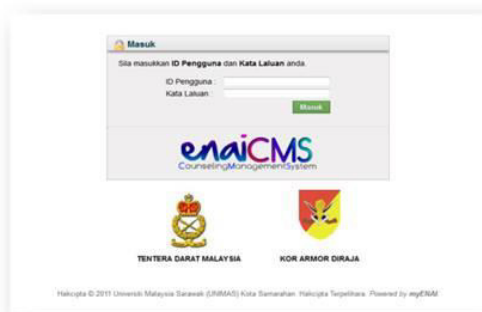 Masuk
Sila masukkan ID Pengguna dan Kata Laluan anda.
ID Pengguna :
Kata Laluan :
Masuk
enaiCMS
CounselingManagementSystem
TENTERA DARAT MALAYSIA KOR ARMOR DIRAJA
Hakcipta © 2011 Universiti Malaysia Sarawak (UNIMAS) Kota Samarahan. Hakcipta Terpelihara. Powered by myENAI